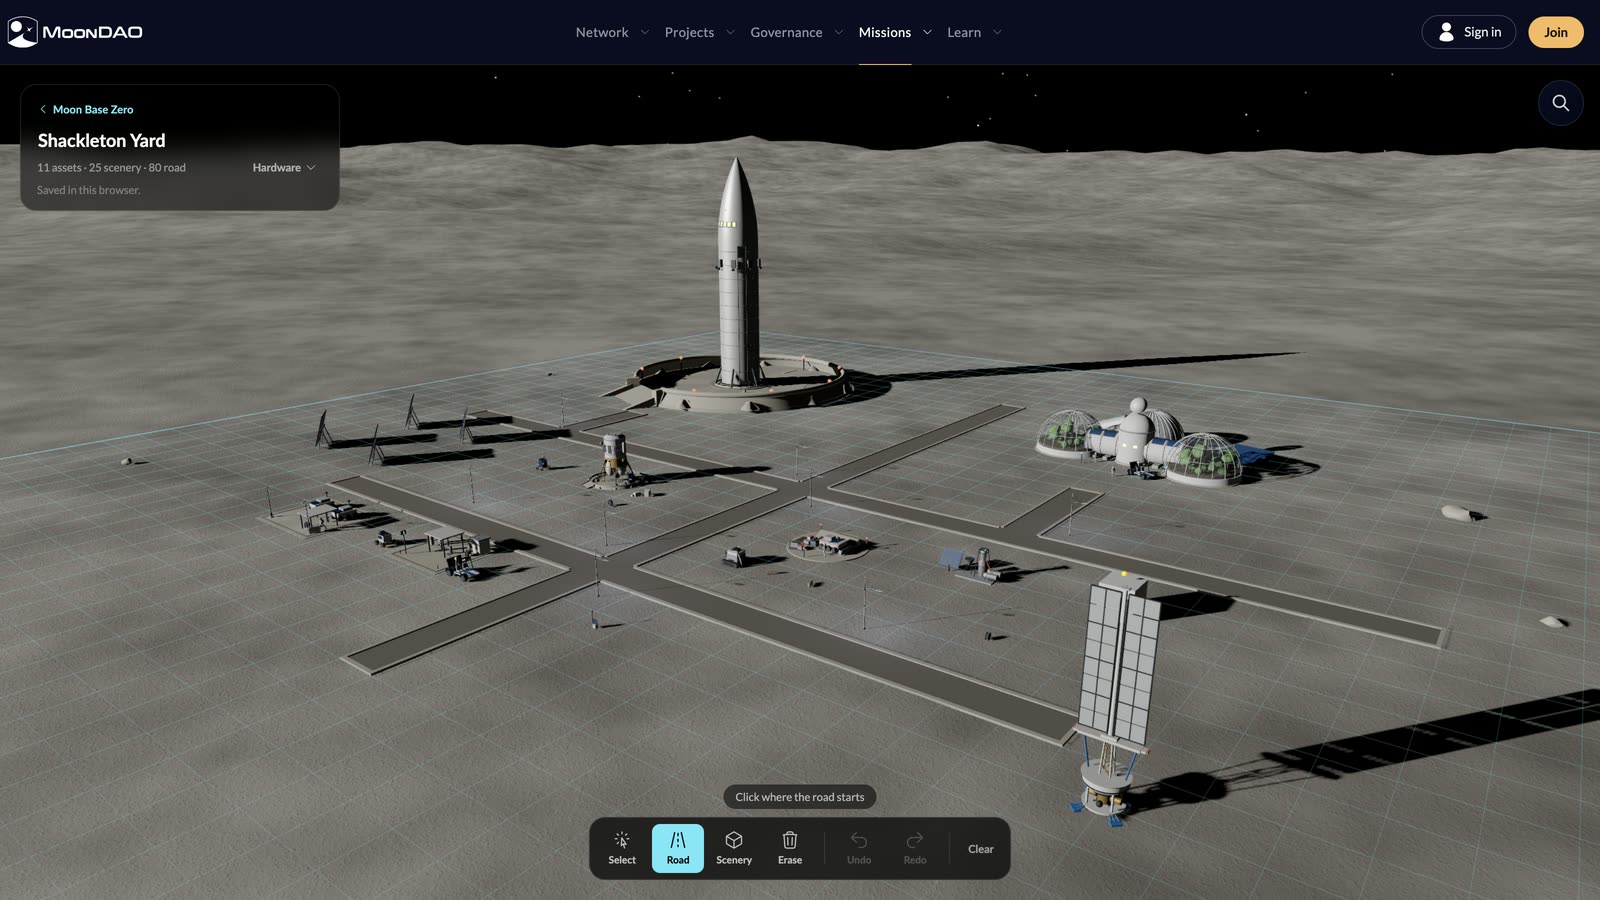 MOONDAO
Network
Projects
Governance
Missions
Learn
Sign in
Join
Moon Base Zero
Shackleton Yard
11 assets · 25 scenery · 80 road
Hardware
Saved in this browser.
Click where the road starts
Select
Road
Scenery
Erase
Undo
Redo
Clear